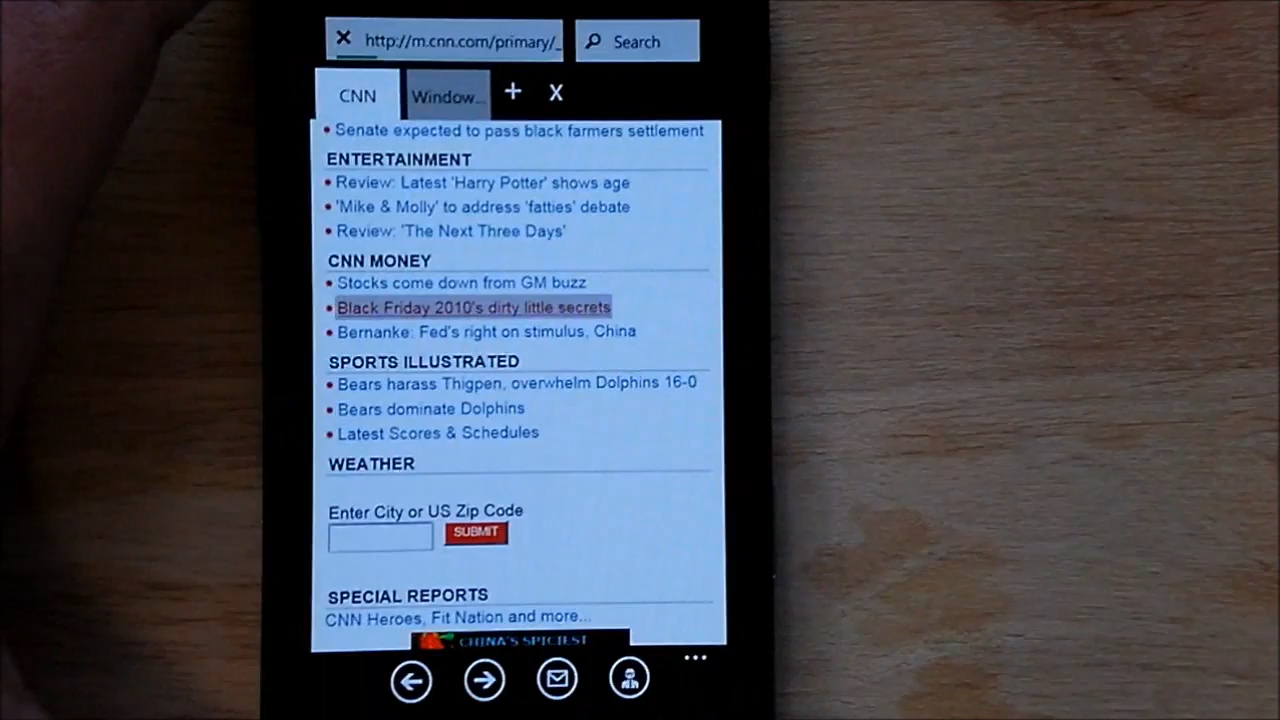 http://m.cnn.com/primary/_
Search
CNN
Window...
+
X
Senate expected to pass black farmers settlement
ENTERTAINMENT
Review: Latest 'Harry Potter' shows age
'Mike & Molly' to address 'fatties' debate
Review: 'The Next Three Days'
CNN MONEY
Stocks come down from GM buzz
Black Friday 2010's dirty little secrets
Bernanke: Fed's right on stimulus, China
SPORTS ILLUSTRATED
Bears harass Thigpen, overwhelm Dolphins 16-0
Bears dominate Dolphins
Latest Scores & Schedules
WEATHER
Enter City or US Zip Code
SUBMIT
SPECIAL REPORTS
CNN Heroes, Fit Nation and more...
CHINA'S SPICIEST